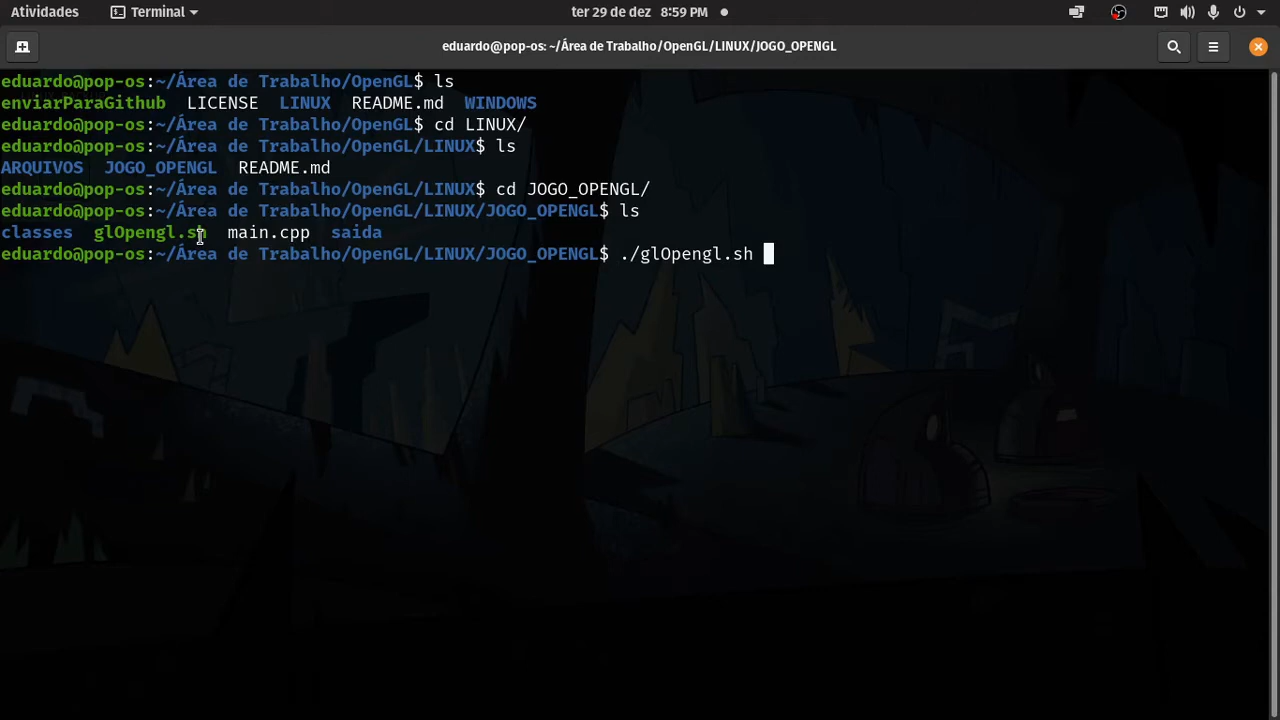 Atividades Terminal ter 29 de dez 8:59 PM
eduardo@pop-os: ~/Área de Trabalho/OpenGL/LINUX/JOGO_OPENGL
eduardo@pop-os:~/Área de Trabalho/OpenGL$ ls
enviarParaGithub LICENSE LINUX README.md WINDOWS
eduardo@pop-os:~/Área de Trabalho/OpenGL$ cd LINUX/
eduardo@pop-os:~/Área de Trabalho/OpenGL/LINUX$ ls
ARQUIVOS JOGO_OPENGL README.md
eduardo@pop-os:~/Área de Trabalho/OpenGL/LINUX$ cd JOGO_OPENGL/
eduardo@pop-os:~/Área de Trabalho/OpenGL/LINUX/JOGO_OPENGL$ ls
classes glOpengl.sh main.cpp saida
eduardo@pop-os:~/Área de Trabalho/OpenGL/LINUX/JOGO_OPENGL$ ./glOpengl.sh